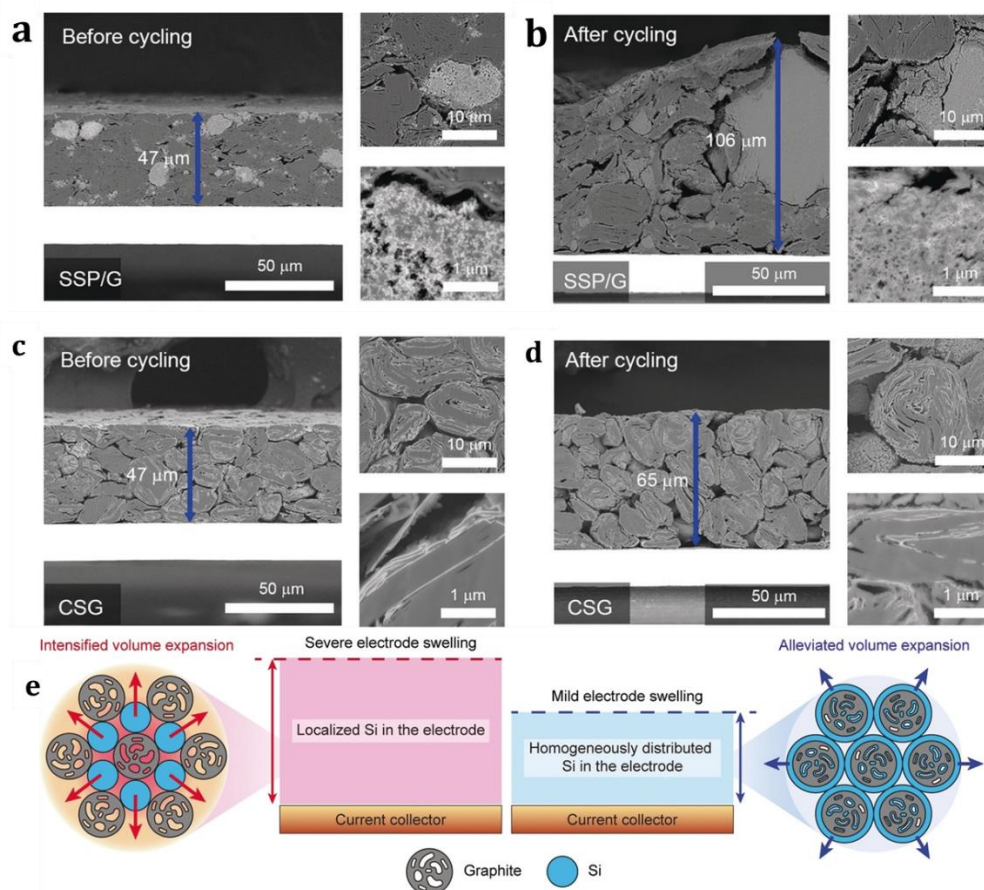 a
Before cycling
47 μm
SSP/G
50 μm
10 μm
1 μm
b
After cycling
106 μm
SSP/G
50 μm
10 μm
1 μm
c
Before cycling
47 μm
CSG
50 μm
10 μm
1 μm
d
After cycling
65 μm
CSG
50 μm
10 μm
1 μm
e
Intensified volume expansion
Severe electrode swelling
Localized Si in the electrode
Current collector
Mild electrode swelling
Homogeneously distributed
Si in the electrode
Current collector
Alleviated volume expansion
Graphite
Si